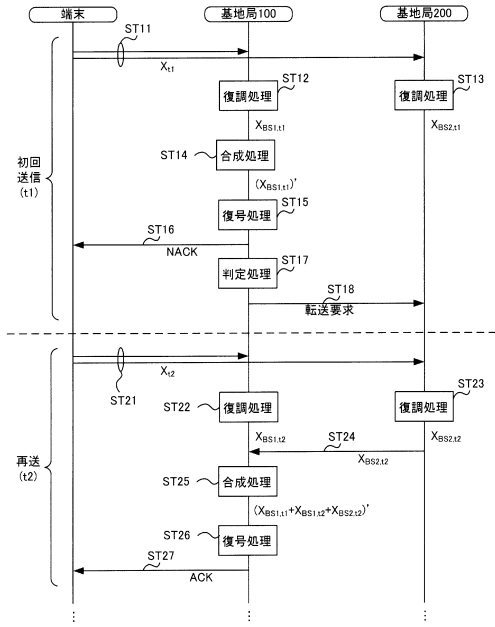 端末
基地局100
基地局200
ST11
Xt1
ST12
復調処理
ST13
復調処理
XBS1,t1
XBS2,t1
ST14
合成処理
初回
送信
(t1)
(XBS1,t1)'
ST15
復号処理
ST16
NACK
ST17
判定処理
ST18
転送要求
Xt2
ST21
ST22
復調処理
ST23
復調処理
XBS1,t2
ST24
XBS2,t2
XBS2,t2
再送
(t2)
ST25
合成処理
(XBS1,t1+XBS1,t2+XBS2,t2)'
ST26
復号処理
ST27
ACK